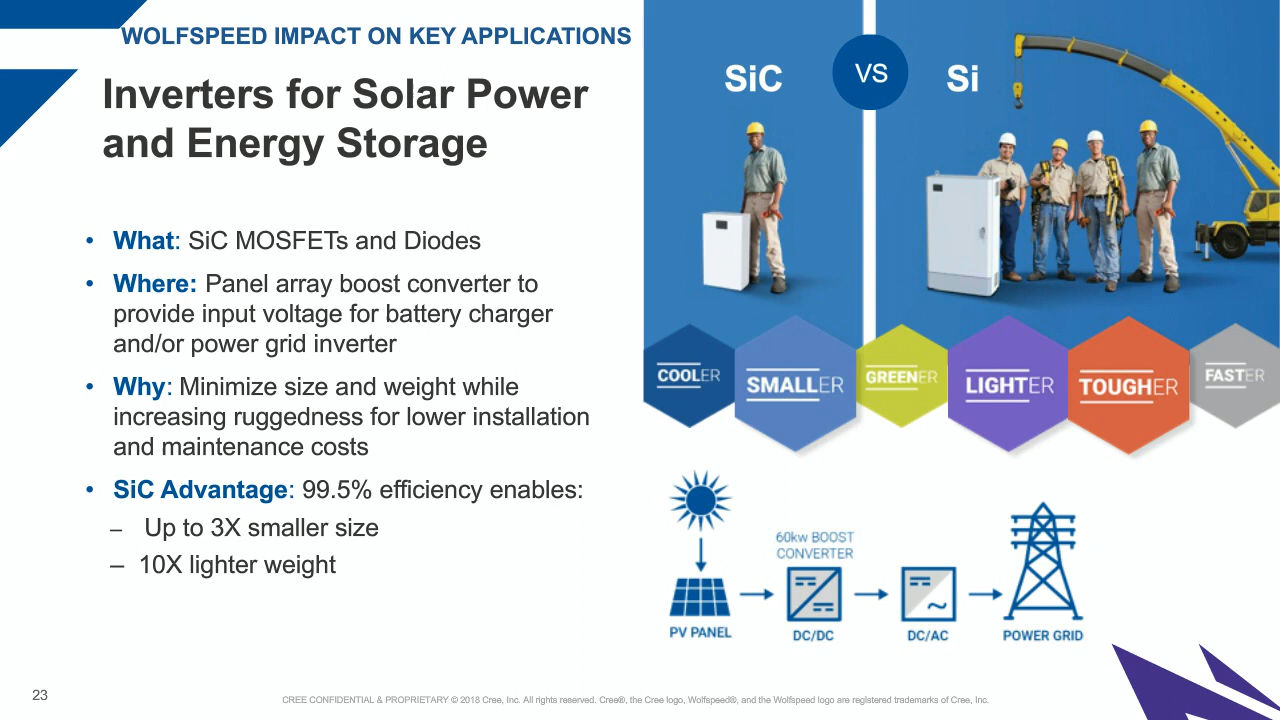 WOLFSPEED IMPACT ON KEY APPLICATIONS
Inverters for Solar Power
and Energy Storage
• What: SiC MOSFETs and Diodes
• Where: Panel array boost converter to
provide input voltage for battery charger
and/or power grid inverter
• Why: Minimize size and weight while
increasing ruggedness for lower installation
and maintenance costs
• SiC Advantage: 99.5% efficiency enables:
– Up to 3X smaller size
– 10X lighter weight
SiC
VS
Si
COOLER
SMALLER
GREENER
LIGHTER
TOUGHER
FASTER
60kw BOOST
CONVERTER
PV PANEL
DC/DC
DC/AC
POWER GRID
23
CREE CONFIDENTIAL & PROPRIETARY © 2018 Cree, Inc. All rights reserved. Cree®, the Cree logo, Wolfspeed®, and the Wolfspeed logo are registered trademarks of Cree, Inc.